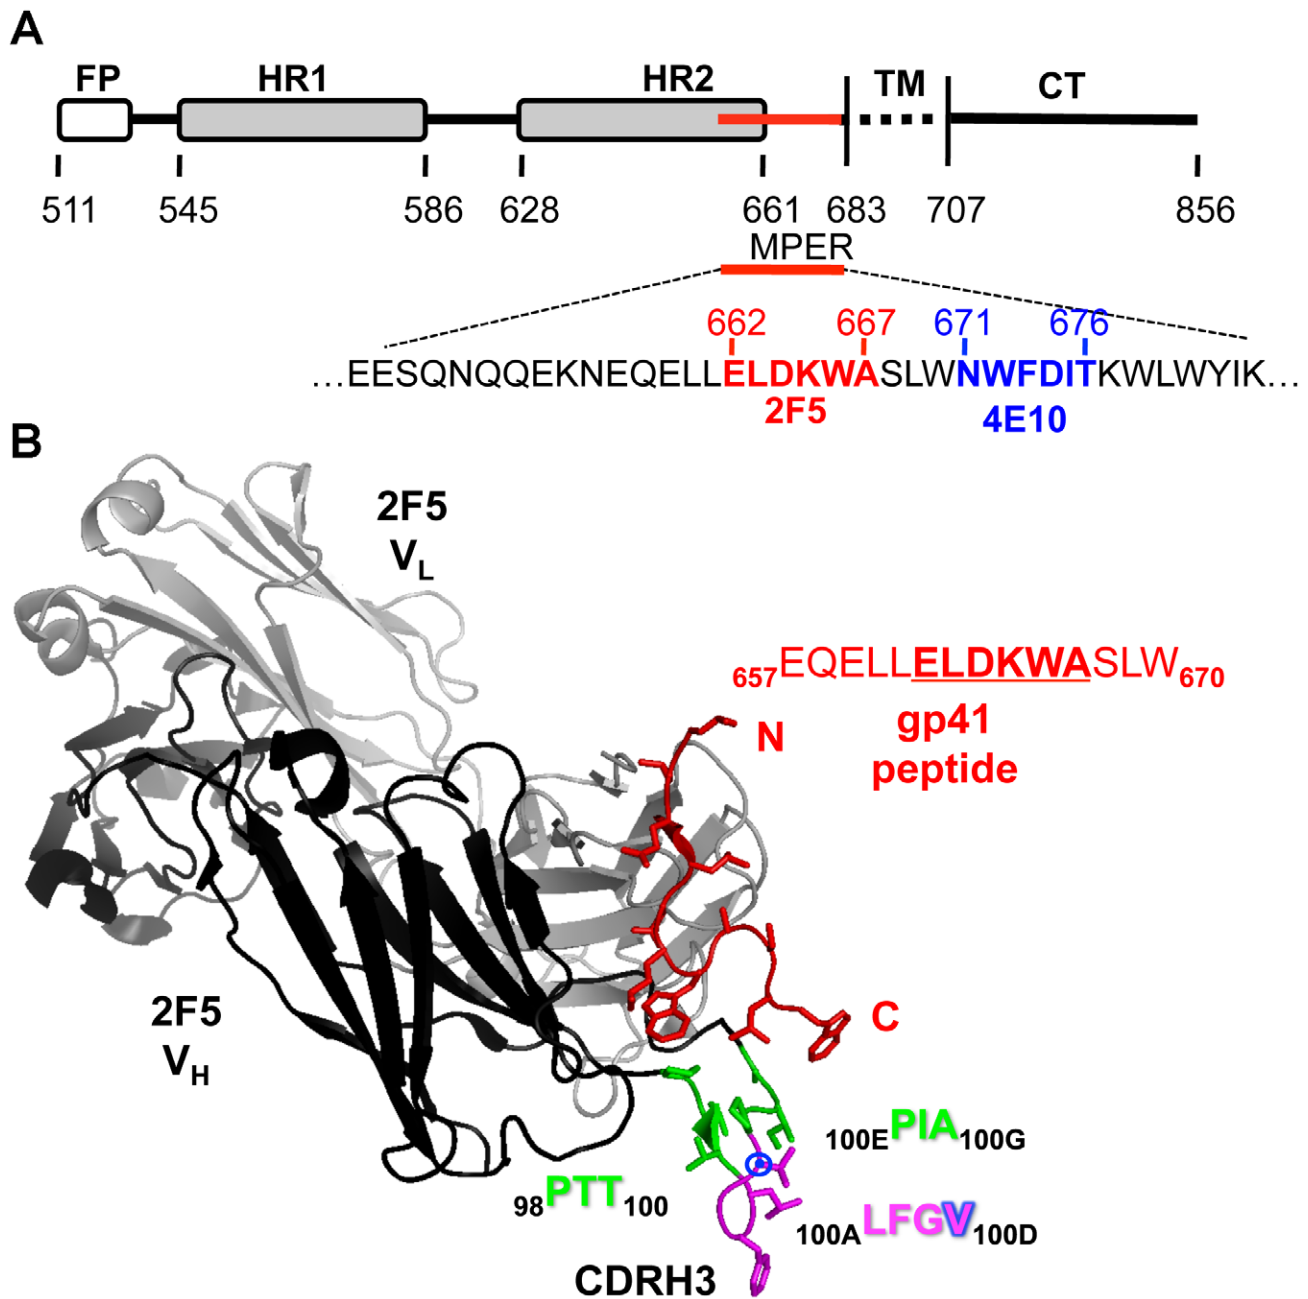 A
FP HR1 HR2 TM CT
511 545 586 628 661 683 707 856
MPER
662 667 671 676
...EESQNQQEKNEQELLELDKWASLWNWFDITKWLWYIK...
2F5 4E10
B
2F5
VL
657EQELLELDKWASLW670
gp41
peptide
N
C
2F5
VH
100EPIA100G
98PTT100
100ALFGV100D
CDRH3